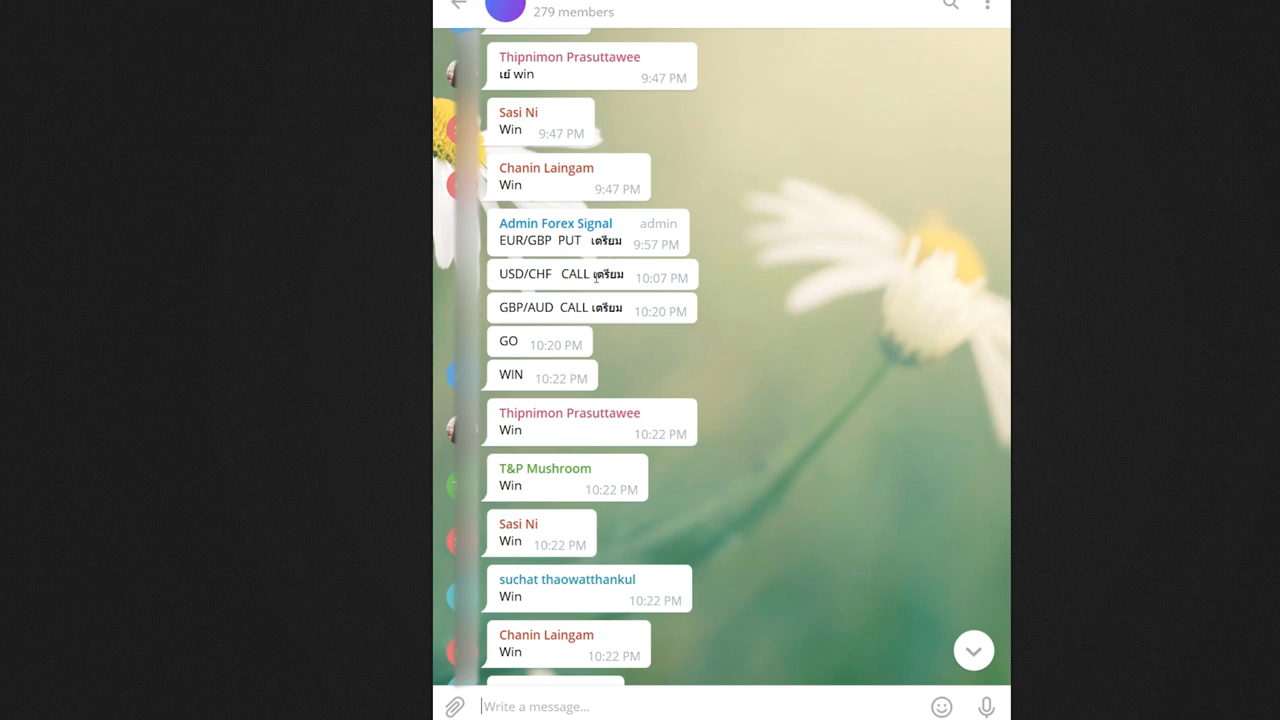 279 members
Thipnimon Prasuttawee
เย้ win
9:47 PM
Sasi Ni
Win 9:47 PM
Chanin Laingam
Win
9:47 PM
Admin Forex Signal admin
EUR/GBP PUT เตรียม 9:57 PM
USD/CHF CALL เตรียม 10:07 PM
GBP/AUD CALL เตรียม 10:20 PM
GO 10:20 PM
WIN 10:22 PM
Thipnimon Prasuttawee
Win
10:22 PM
T&P Mushroom
Win
10:22 PM
Sasi Ni
Win 10:22 PM
suchat thaowatthankul
Win
10:22 PM
Chanin Laingam
Win
10:22 PM
Write a message...